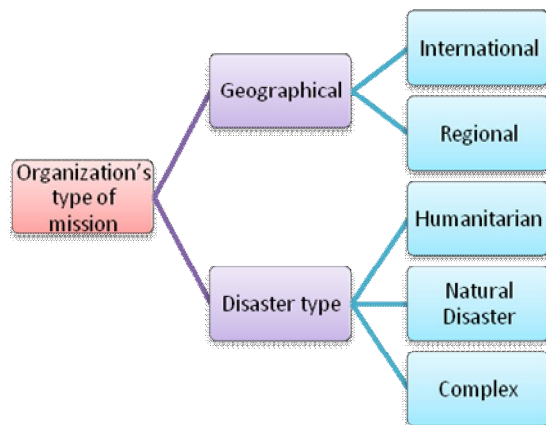 Organization's
type of
mission
Geographical
International
Regional
Disaster type
Humanitarian
Natural
Disaster
Complex